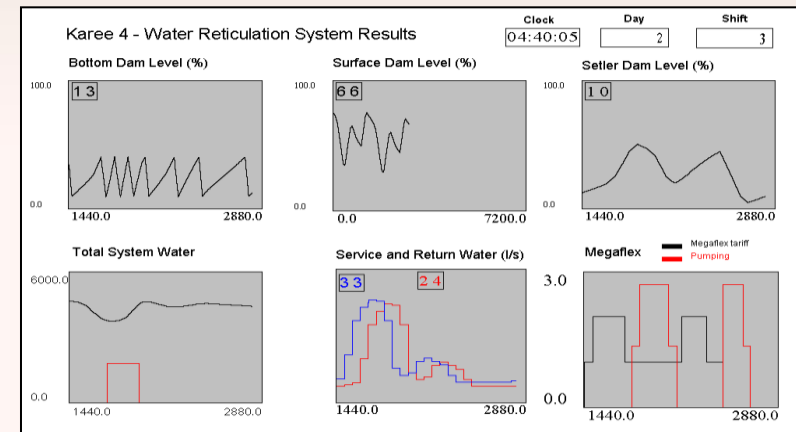 Karee 4 - Water Reticulation System Results
Clock
04:40:05
Day
2
Shift
3
Bottom Dam Level (%)
100.0
13
0.0
1440.0 2880.0
Surface Dam Level (%)
100.0
66
0.0
0.0 7200.0
Setler Dam Level (%)
100.0
10
0.0
1440.0 2880.0
Total System Water
6000.0
0.0
1440.0 2880.0
Service and Return Water (l/s)
33 24
1440.0 2880.0
Megaflex
Megaflex tariff
Pumping
3.0
0.0
1440.0 2880.0